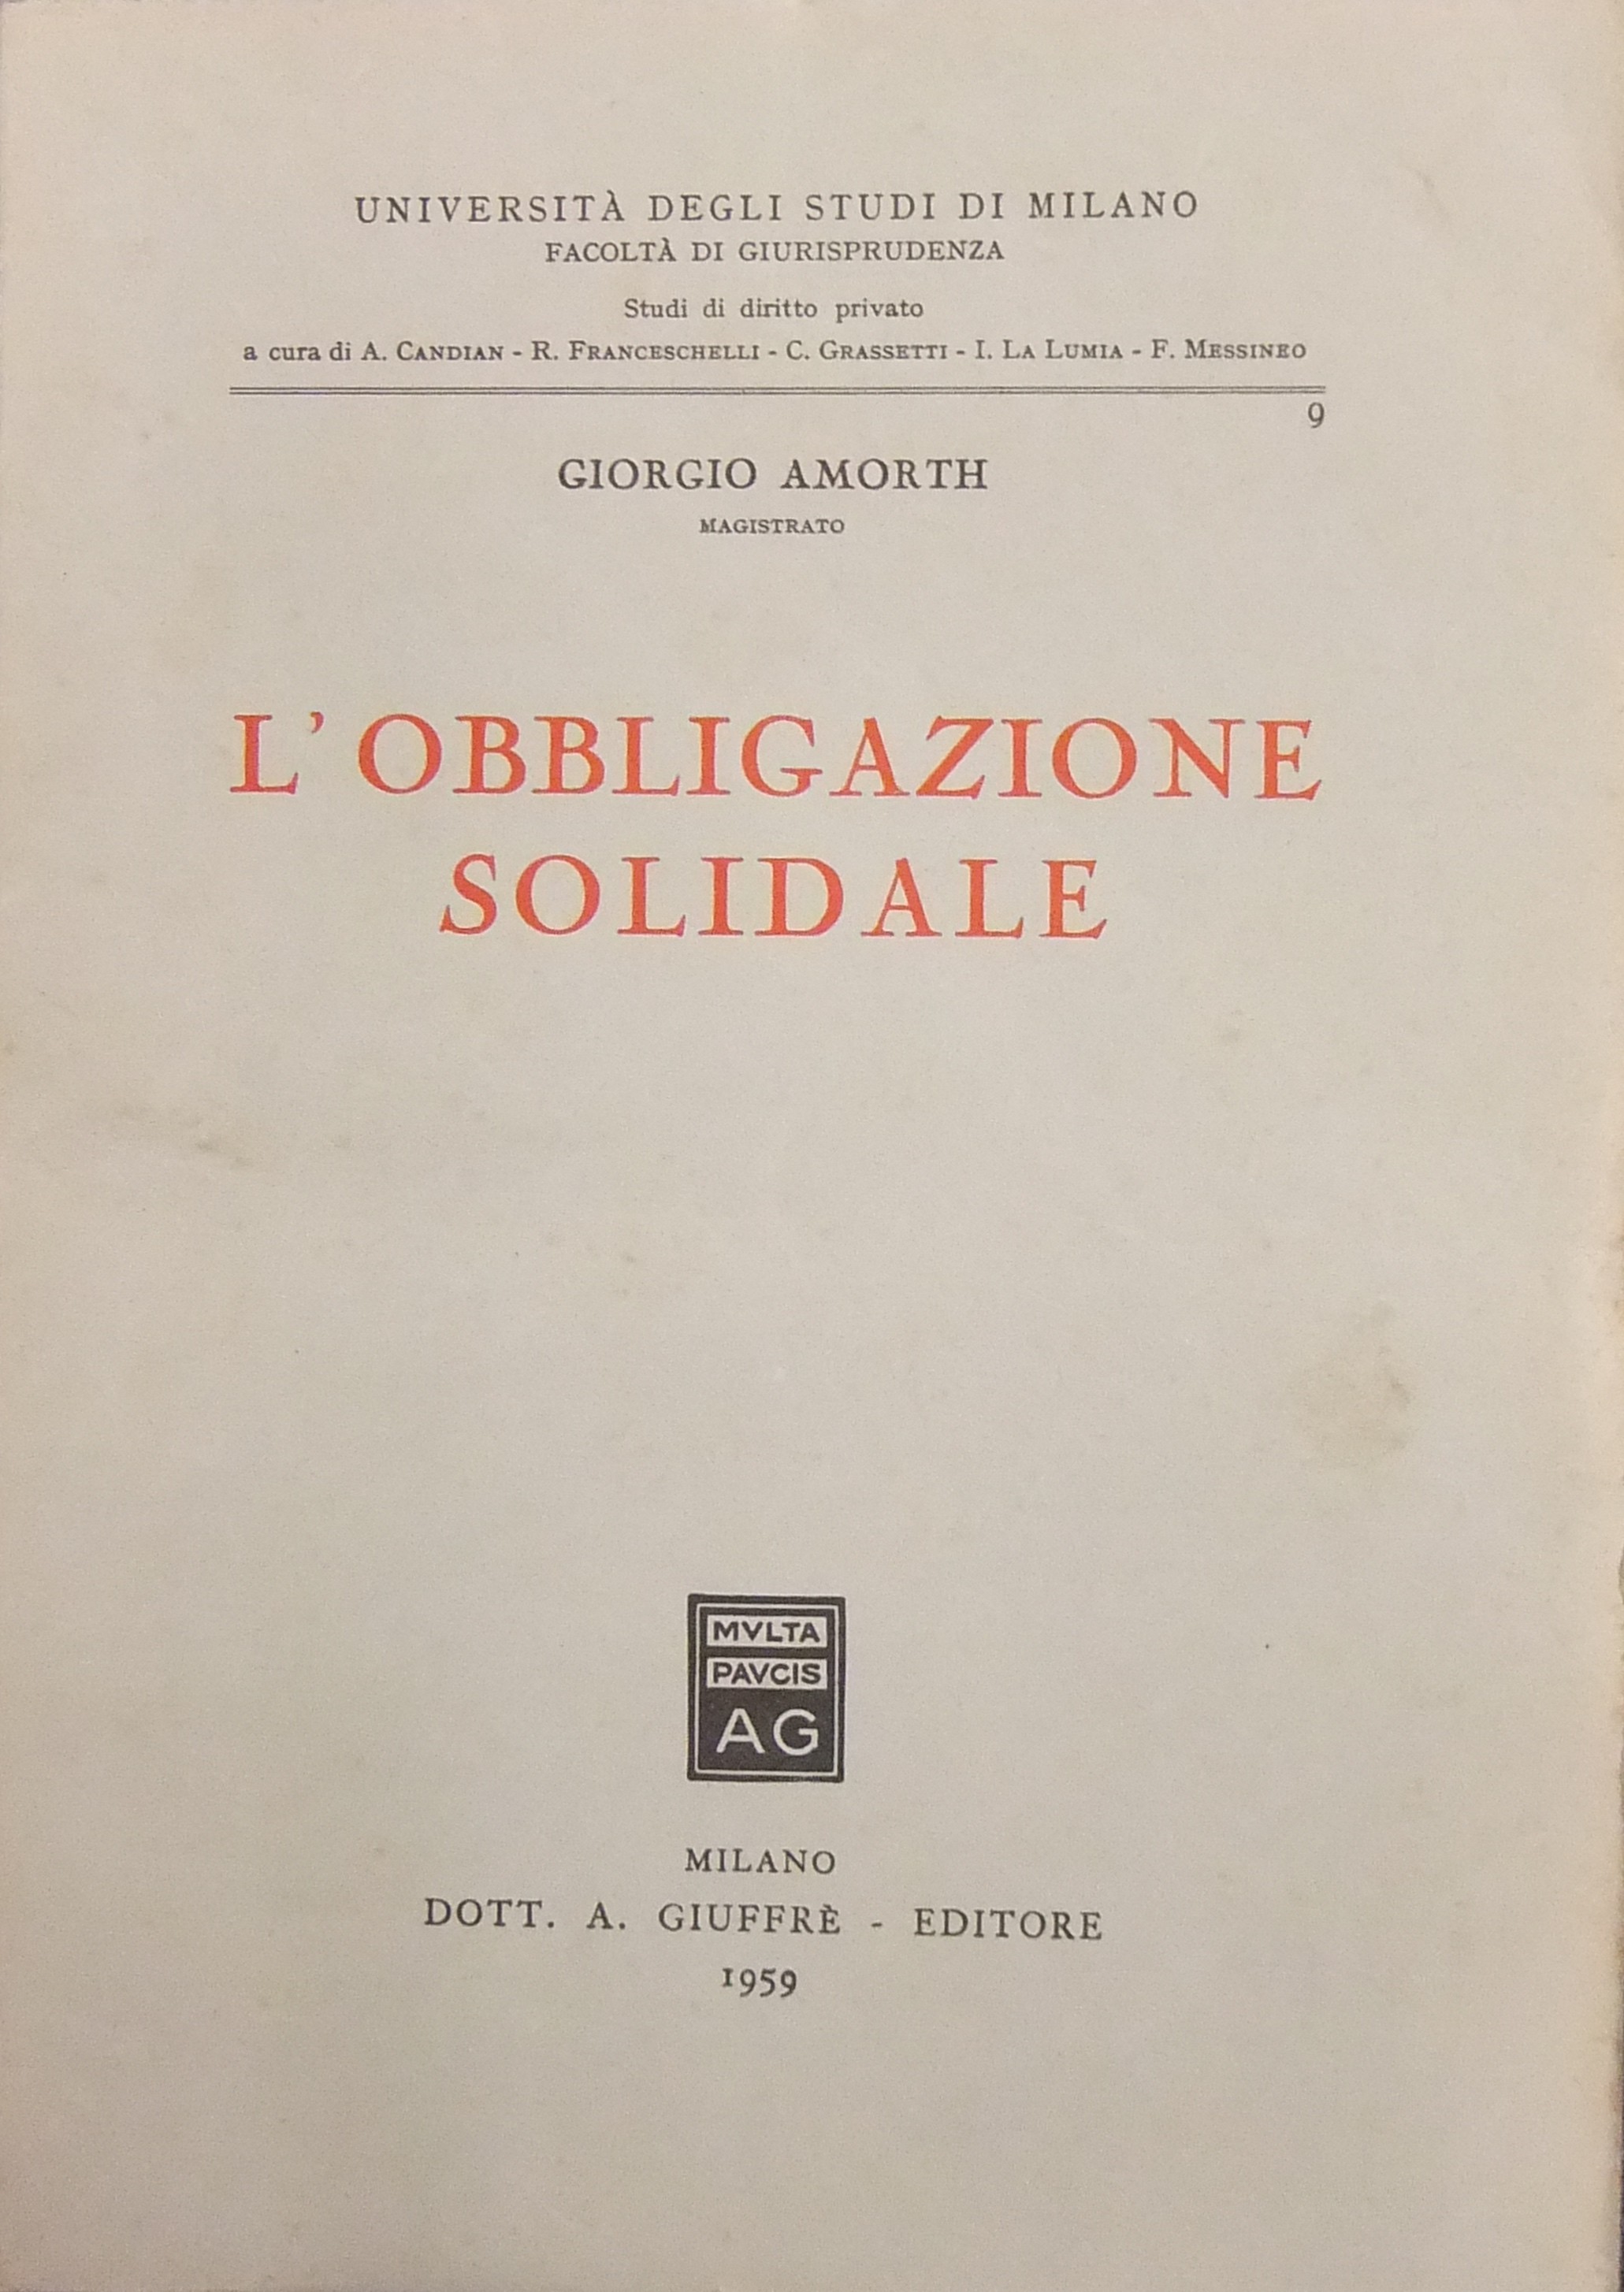 UNIVERSITÀ DEGLI STUDI DI MILANO
FACOLTÀ DI GIURISPRUDENZA
Studi di diritto privato
a cura di A. CANDIAN - R. FRANCESCHELLI - C. GRASSETTI - I. LA LUMIA - F. MESSINEO
9
GIORGIO AMORTH
MAGISTRATO
L'OBBLIGAZIONE
SOLIDALE
MVLTA
PAVCIS
AG
MILANO
DOTT. A. GIUFFRÈ - EDITORE
1959